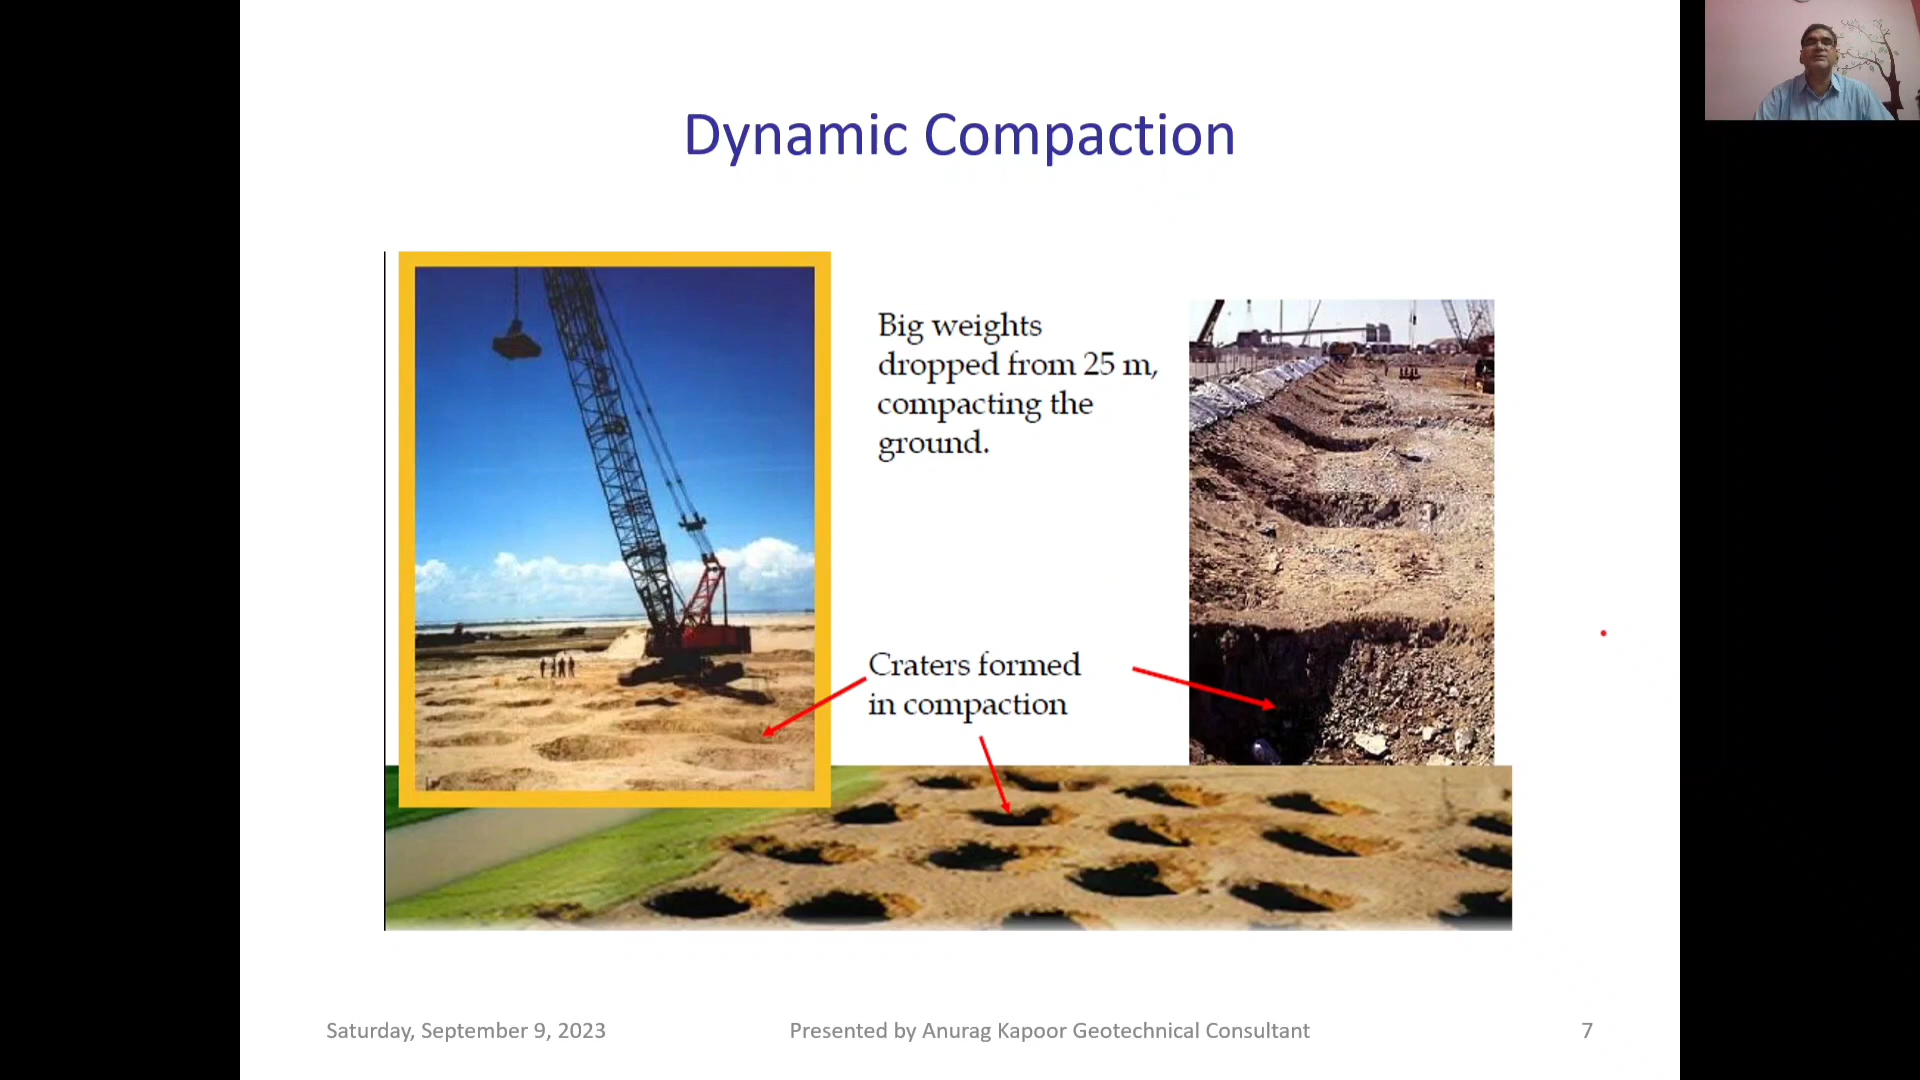 Dynamic Compaction
Big weights
dropped from 25 m,
compacting the
ground.
Craters formed
in compaction
Saturday, September 9, 2023
Presented by Anurag Kapoor Geotechnical Consultant
7